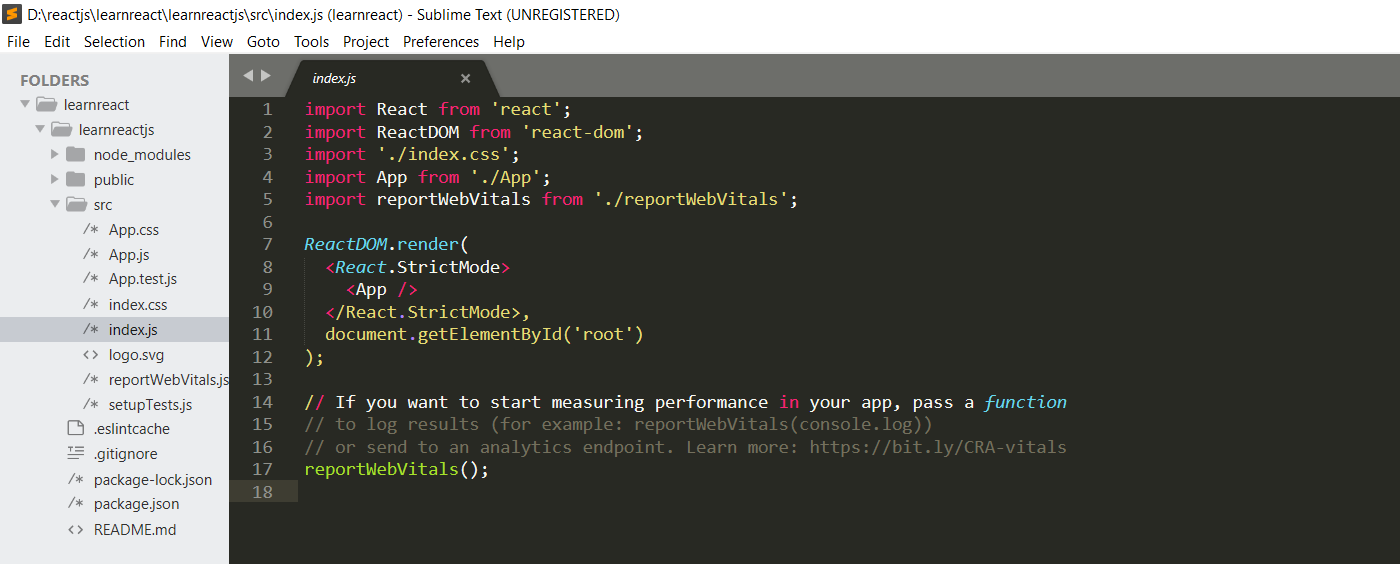 D:\reactjs\learnreact\learnreactjs\src\index.js (learnreact) - Sublime Text (UNREGISTERED)
File Edit Selection Find View Goto Tools Project Preferences Help
FOLDERS
learnreact
learnreactjs
node_modules
public
src
/* App.css
/* App.js
/* App.test.js
/* index.css
/* index.js
<> logo.svg
/* reportWebVitals.js
/* setupTests.js
.eslintcache
.gitignore
/* package-lock.json
/* package.json
<> README.md
index.js
1 import React from 'react';
2 import ReactDOM from 'react-dom';
3 import './index.css';
4 import App from './App';
5 import reportWebVitals from './reportWebVitals';
6
7 ReactDOM.render(
8   <React.StrictMode>
9     <App />
10   </React.StrictMode>,
11   document.getElementById('root')
12 );
13
14 // If you want to start measuring performance in your app, pass a function
15 // to log results (for example: reportWebVitals(console.log))
16 // or send to an analytics endpoint. Learn more: https://bit.ly/CRA-vitals
17 reportWebVitals();
18